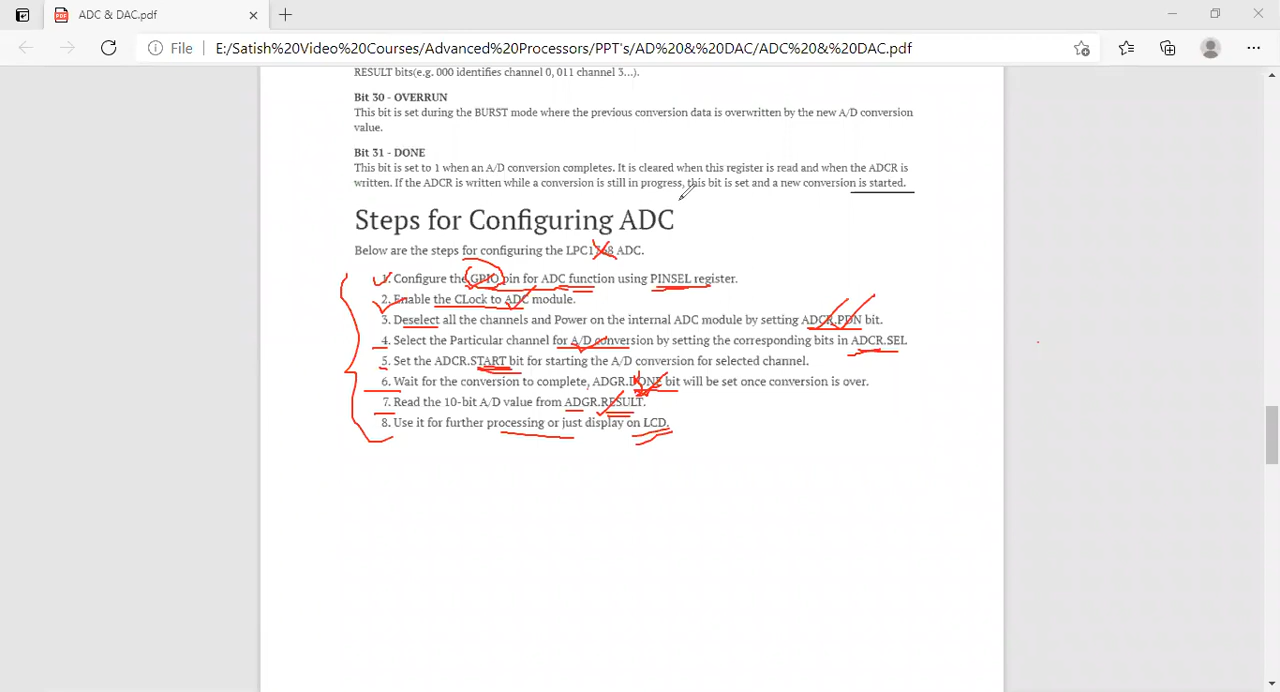 ADC & DAC.pdf
File E:/Satish%20Video%20Courses/Advanced%20Processors/PPT's/AD%20&%20DAC/ADC%20&%20DAC.pdf
RESULT bits(e.g. 000 identifies channel 0, 011 channel 3...).
Bit 30 - OVERRUN
This bit is set during the BURST mode where the previous conversion data is overwritten by the new A/D conversion
value.
Bit 31 - DONE
This bit is set to 1 when an A/D conversion completes. It is cleared when this register is read and when the ADCR is
written. If the ADCR is written while a conversion is still in progress, this bit is set and a new conversion is started.
Steps for Configuring ADC
Below are the steps for configuring the LPC1768 ADC.
1. Configure the GPIO pin for ADC function using PINSEL register.
2. Enable the CLock to ADC module.
3. Deselect all the channels and Power on the internal ADC module by setting ADCR.PDN bit.
4. Select the Particular channel for A/D conversion by setting the corresponding bits in ADCR.SEL
5. Set the ADCR.START bit for starting the A/D conversion for selected channel.
6. Wait for the conversion to complete, ADGR.DONE bit will be set once conversion is over.
7. Read the 10-bit A/D value from ADGR.RESULT.
8. Use it for further processing or just display on LCD.